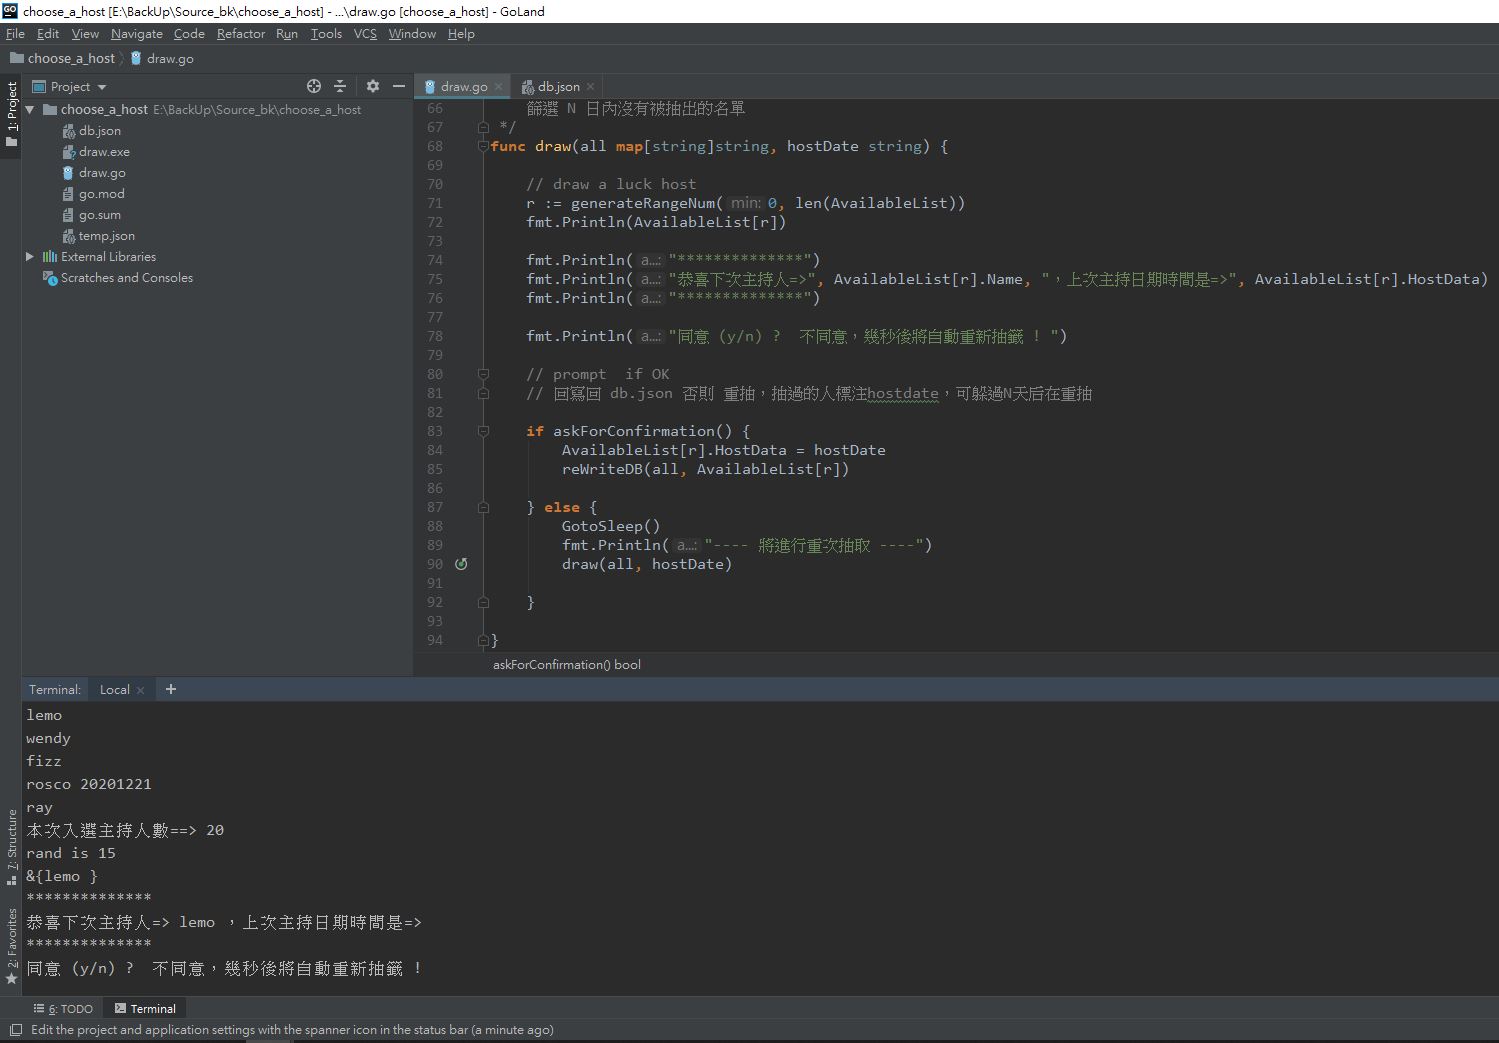 choose_a_host [E:\BackUp\Source_bk\choose_a_host] - ...\draw.go [choose_a_host] - GoLand
File Edit View Navigate Code Refactor Run Tools VCS Window Help
choose_a_host draw.go
1: Project
Project
choose_a_host E:\BackUp\Source_bk\choose_a_host
db.json
draw.exe
draw.go
go.mod
go.sum
temp.json
External Libraries
Scratches and Consoles
draw.go db.json
66 篩選 N 日內沒有被抽出的名單
67 */
68 func draw(all map[string]string, hostDate string) {
69
70 // draw a luck host
71 r := generateRangeNum( min: 0, len(AvailableList))
72 fmt.Println(AvailableList[r])
73
74 fmt.Println( a...: "**************")
75 fmt.Println( a...: "恭喜下次主持人=>", AvailableList[r].Name, "，上次主持日期時間是=>", AvailableList[r].HostData)
76 fmt.Println( a...: "**************")
77
78 fmt.Println( a...: "同意 (y/n) ?  不同意，幾秒後將自動重新抽籤 ! ")
79
80 // prompt  if OK
81 // 回寫回 db.json 否則 重抽，抽過的人標注hostdate，可躲過N天后在重抽
82
83 if askForConfirmation() {
84 AvailableList[r].HostData = hostDate
85 reWriteDB(all, AvailableList[r])
86
87 } else {
88 GotoSleep()
89 fmt.Println( a...: "---- 將進行重次抽取 ----")
90 draw(all, hostDate)
91
92 }
93
94 }
askForConfirmation() bool
Terminal: Local +
lemo
wendy
fizz
rosco 20201221
ray
本次入選主持人數==> 20
rand is 15
&{lemo }
**************
恭喜下次主持人=> lemo ，上次主持日期時間是=>
**************
同意 (y/n) ?  不同意，幾秒後將自動重新抽籤 !
7: Structure
2: Favorites
6: TODO Terminal
Edit the project and application settings with the spanner icon in the status bar (a minute ago)